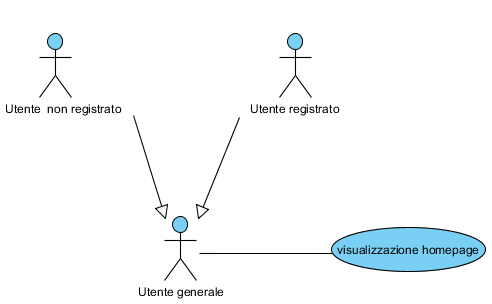 Utente non registrato
Utente registrato
visualizzazione homepage
Utente generale